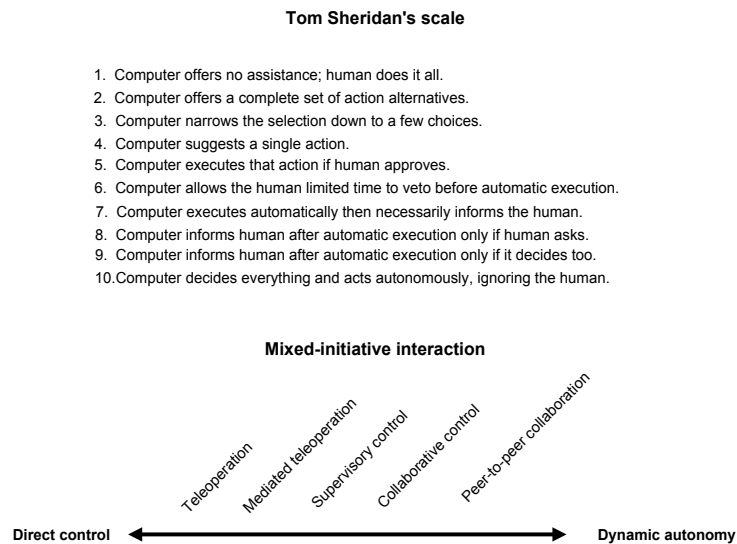 Tom Sheridan's scale
1. Computer offers no assistance; human does it all.
2. Computer offers a complete set of action alternatives.
3. Computer narrows the selection down to a few choices.
4. Computer suggests a single action.
5. Computer executes that action if human approves.
6. Computer allows the human limited time to veto before automatic execution.
7. Computer executes automatically then necessarily informs the human.
8. Computer informs human after automatic execution only if human asks.
9. Computer informs human after automatic execution only if it decides too.
10.Computer decides everything and acts autonomously, ignoring the human.
Mixed-initiative interaction
Teleoperation
Mediated teleoperation
Supervisory control
Collaborative control
Peer-to-peer collaboration
Direct control
Dynamic autonomy